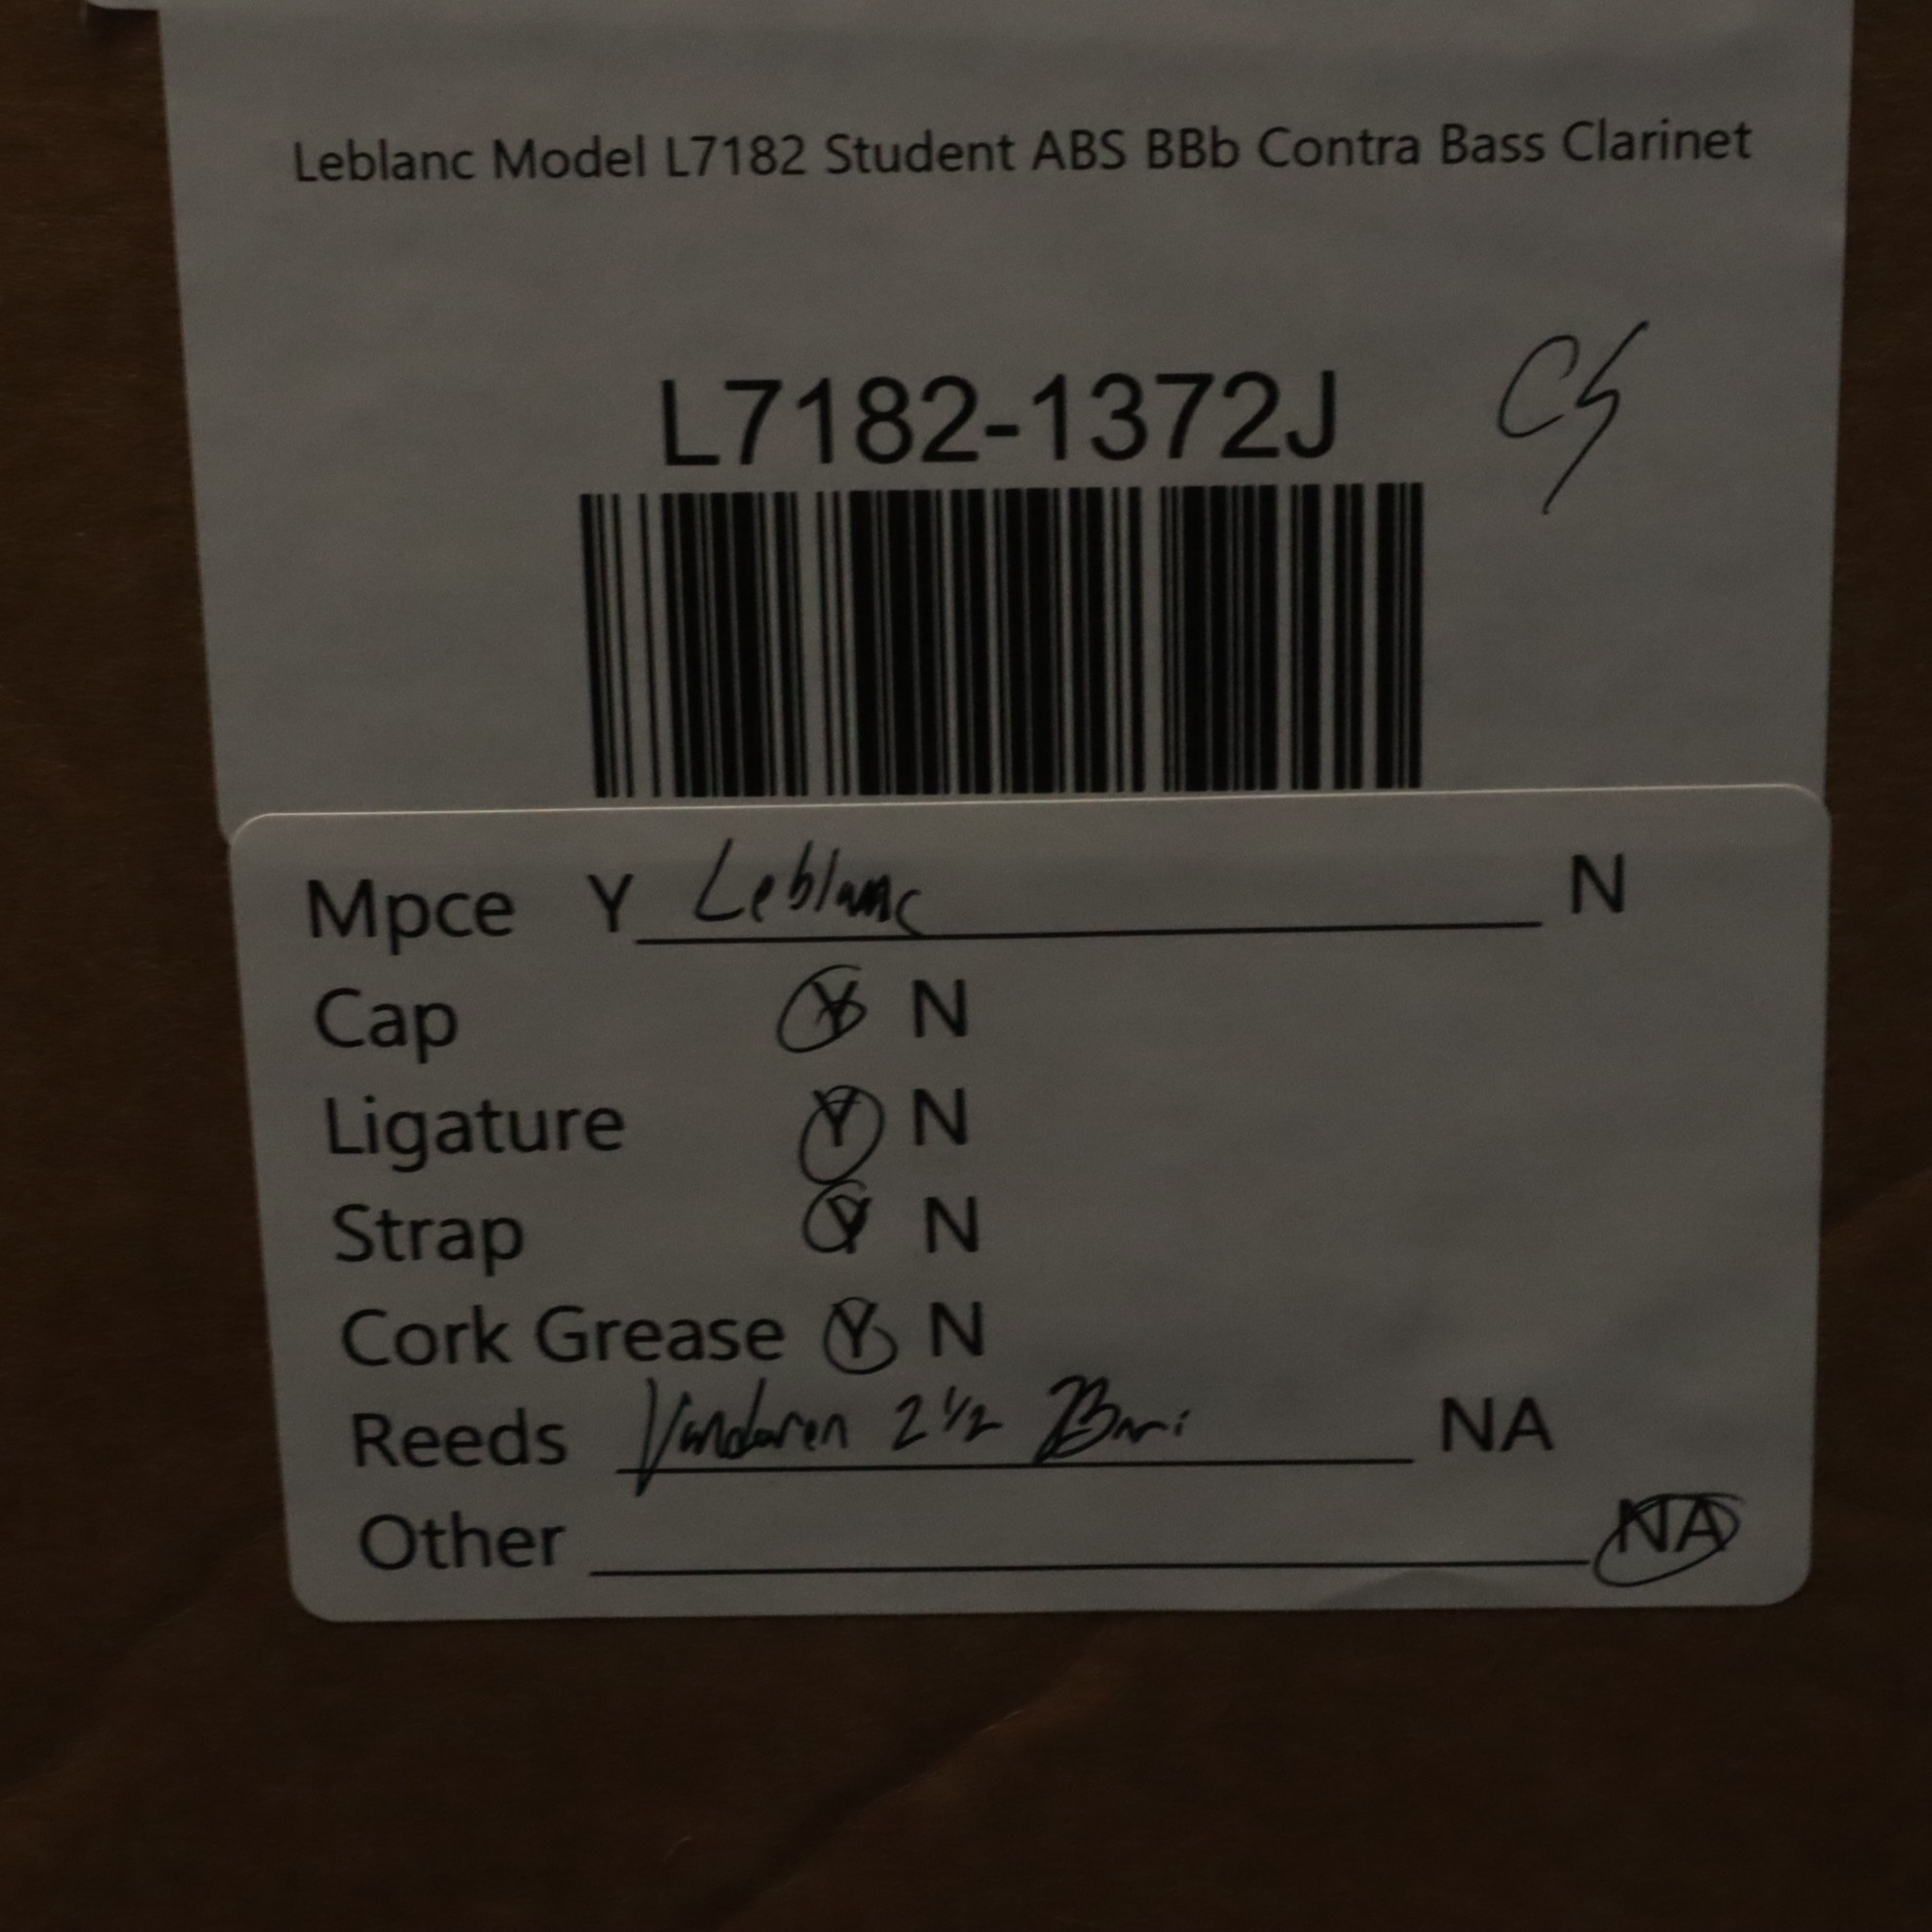 Leblanc Model L7182 Student ABS BBb Contra Bass Clarinet
L7182-1372J CS
Mpce Y Leblanc N
Cap Y N
Ligature Y N
Strap Y N
Cork Grease Y N
Reeds Vandoren 2 1/2 Bari NA
Other NA